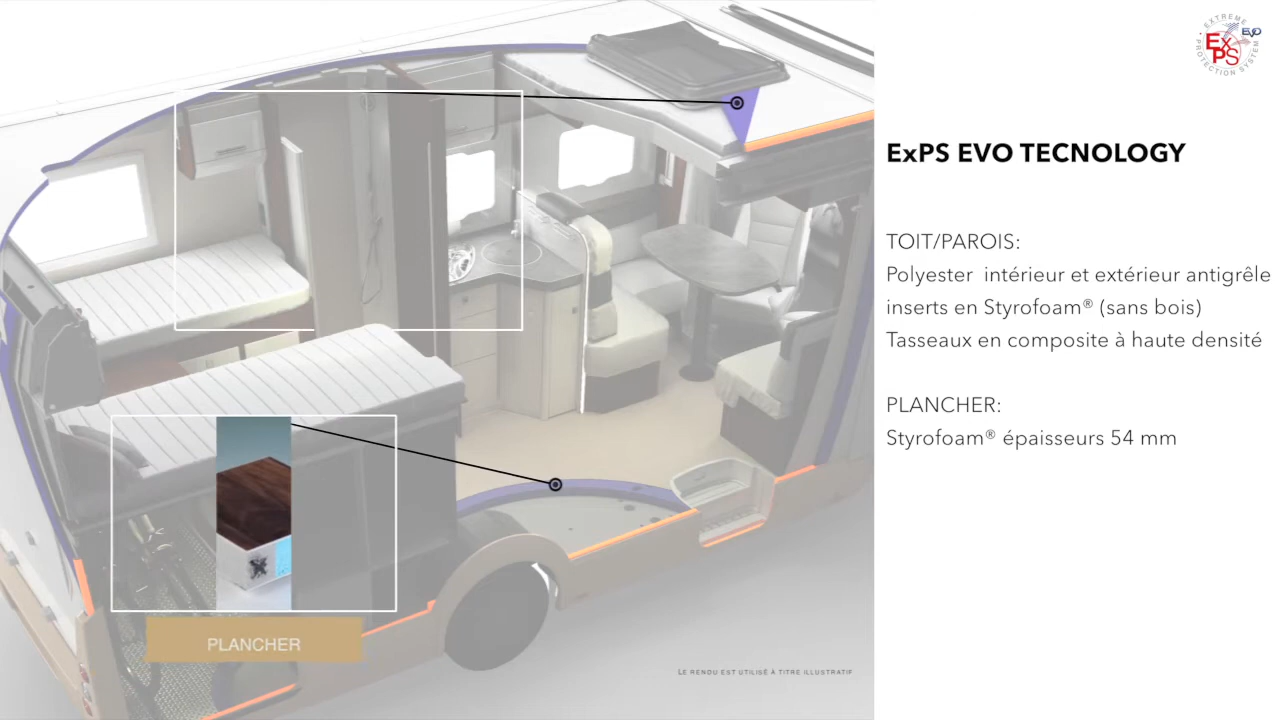 EXTREME
EVO
ExPS
PROTECTION SYSTEM
ExPS EVO TECNOLOGY
TOIT/PAROIS:
Polyester intérieur et extérieur antigrêle
inserts en Styrofoam® (sans bois)
Tasseaux en composite à haute densité
PLANCHER:
Styrofoam® épaisseurs 54 mm
PLANCHER
LE RENDU EST UTILISÉ À TITRE ILLUSTRATIF